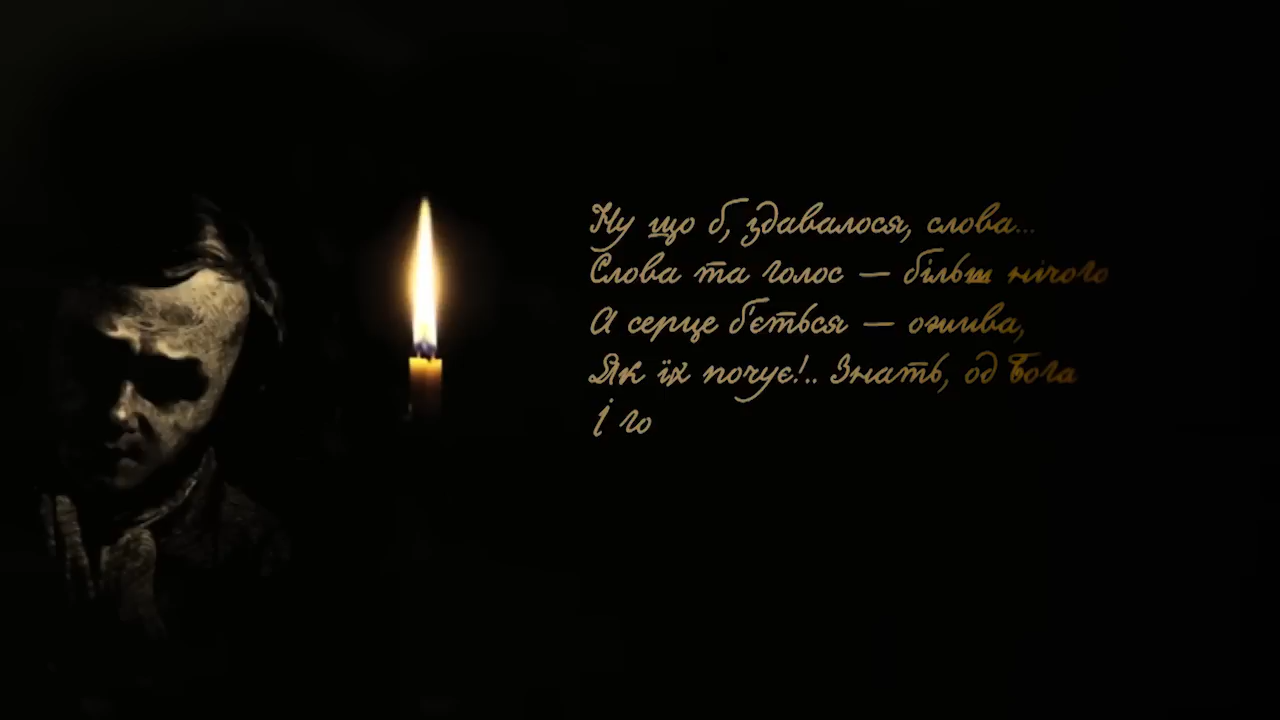 Ну що б, здавалося, слова...
Слова та голос — більш нічого
А серце б'ється — ожива,
Як їх почує!.. Знать, од Бога
І го